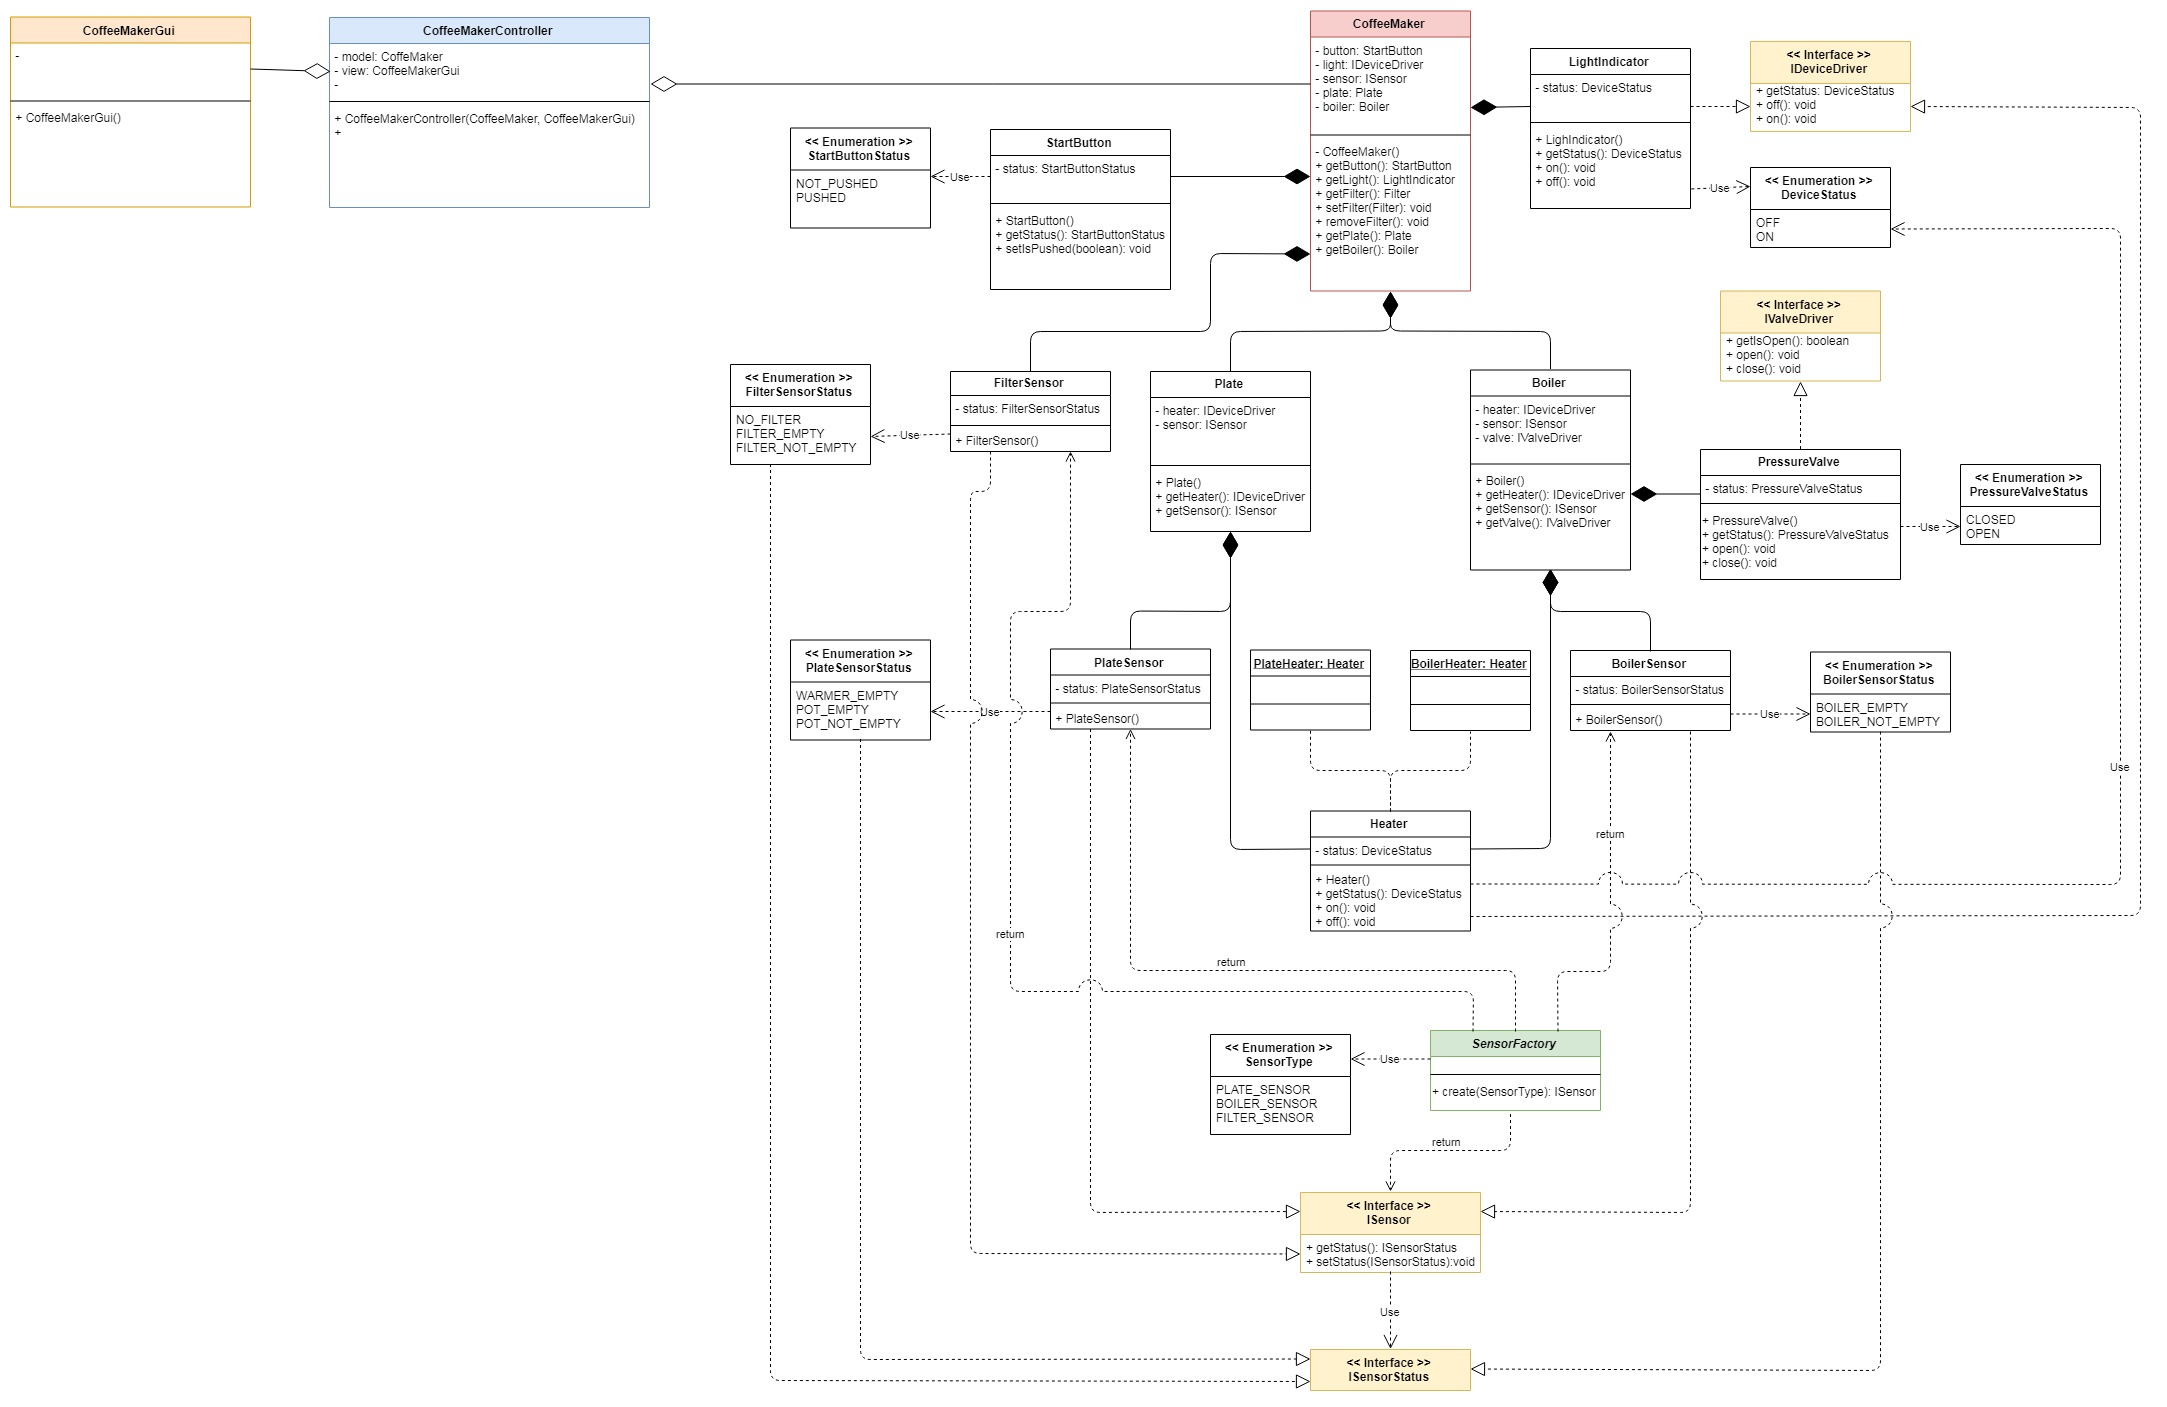 CoffeeMakerGui
-
+ CoffeeMakerGui()
CoffeeMakerController
- model: CoffeMaker
- view: CoffeeMakerGui
-
+ CoffeeMakerController(CoffeeMaker, CoffeeMakerGui)
+
CoffeeMaker
- button: StartButton
- light: IDeviceDriver
- sensor: ISensor
- plate: Plate
- boiler: Boiler
- CoffeeMaker()
+ getButton(): StartButton
+ getLight(): LightIndicator
+ getFilter(): Filter
+ setFilter(Filter): void
+ removeFilter(): void
+ getPlate(): Plate
+ getBoiler(): Boiler
LightIndicator
- status: DeviceStatus
+ LighIndicator()
+ getStatus(): DeviceStatus
+ on(): void
+ off(): void
<< Interface >>
IDeviceDriver
+ getStatus: DeviceStatus
+ off(): void
+ on(): void
Use
<< Enumeration >>
DeviceStatus
OFF
ON
<< Enumeration >>
StartButtonStatus
NOT_PUSHED
PUSHED
Use
StartButton
- status: StartButtonStatus
+ StartButton()
+ getStatus(): StartButtonStatus
+ setIsPushed(boolean): void
<< Interface >>
IValveDriver
+ getIsOpen(): boolean
+ open(): void
+ close(): void
<< Enumeration >>
FilterSensorStatus
NO_FILTER
FILTER_EMPTY
FILTER_NOT_EMPTY
Use
FilterSensor
- status: FilterSensorStatus
+ FilterSensor()
Plate
- heater: IDeviceDriver
- sensor: ISensor
+ Plate()
+ getHeater(): IDeviceDriver
+ getSensor(): ISensor
Boiler
- heater: IDeviceDriver
- sensor: ISensor
- valve: IValveDriver
+ Boiler()
+ getHeater(): IDeviceDriver
+ getSensor(): ISensor
+ getValve(): IValveDriver
PressureValve
- status: PressureValveStatus
+ PressureValve()
+ getStatus(): PressureValveStatus
+ open(): void
+ close(): void
Use
<< Enumeration >>
PressureValveStatus
CLOSED
OPEN
<< Enumeration >>
PlateSensorStatus
WARMER_EMPTY
POT_EMPTY
POT_NOT_EMPTY
Use
PlateSensor
- status: PlateSensorStatus
+ PlateSensor()
PlateHeater: Heater
BoilerHeater: Heater
BoilerSensor
- status: BoilerSensorStatus
+ BoilerSensor()
Use
<< Enumeration >>
BoilerSensorStatus
BOILER_EMPTY
BOILER_NOT_EMPTY
Use
Heater
- status: DeviceStatus
+ Heater()
+ getStatus(): DeviceStatus
+ on(): void
+ off(): void
return
return
return
<< Enumeration >>
SensorType
PLATE_SENSOR
BOILER_SENSOR
FILTER_SENSOR
Use
SensorFactory
+ create(SensorType): ISensor
return
<< Interface >>
ISensor
+ getStatus(): ISensorStatus
+ setStatus(ISensorStatus):void
Use
<< Interface >>
ISensorStatus